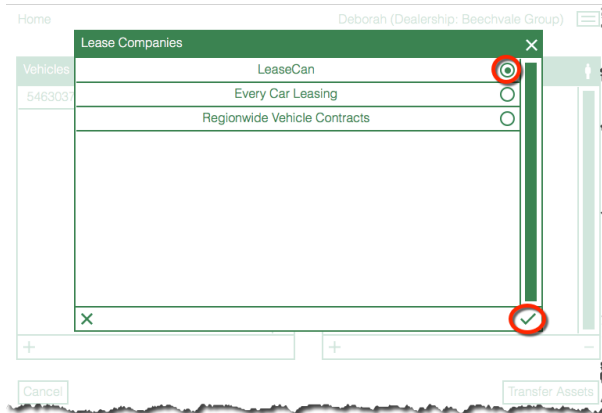 Home
Deborah (Dealership: Beechvale Group)
Lease Companies
Vehicles
LeaseCan
5463037
Every Car Leasing
Regionwide Vehicle Contracts
Cancel
Transfer Assets